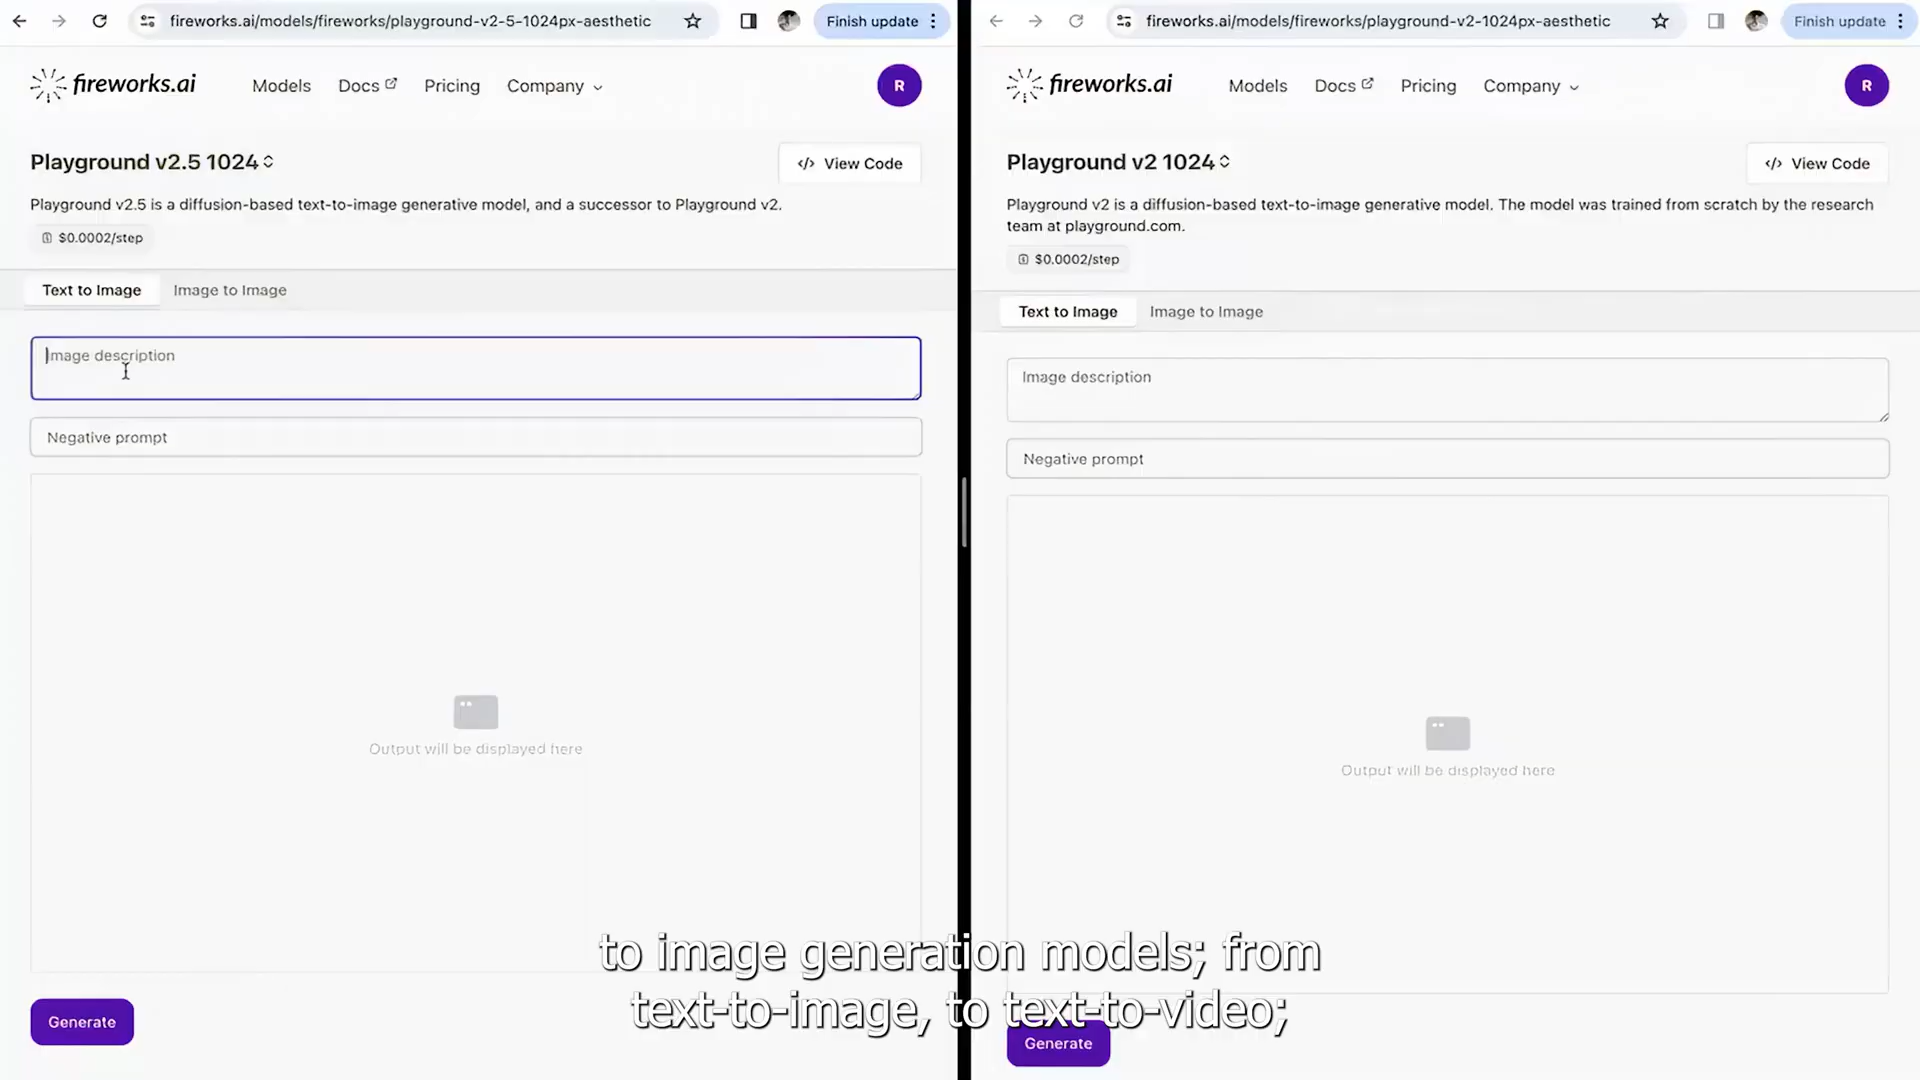 fireworks.ai/models/fireworks/playground-v2-5-1024px-aesthetic
Finish update
fireworks.ai
Models
Docs
Pricing
Company
R
Playground v2.5 1024
View Code
Playground v2.5 is a diffusion-based text-to-image generative model, and a successor to Playground v2.
$0.0002/step
Text to Image
Image to Image
Image description
Negative prompt
Output will be displayed here
Generate
fireworks.ai/models/fireworks/playground-v2-1024px-aesthetic
Finish update
fireworks.ai
Models
Docs
Pricing
Company
R
Playground v2 1024
View Code
Playground v2 is a diffusion-based text-to-image generative model. The model was trained from scratch by the research
team at playground.com.
$0.0002/step
Text to Image
Image to Image
Image description
Negative prompt
Output will be displayed here
Generate
to image generation models; from
text-to-image, to text-to-video;